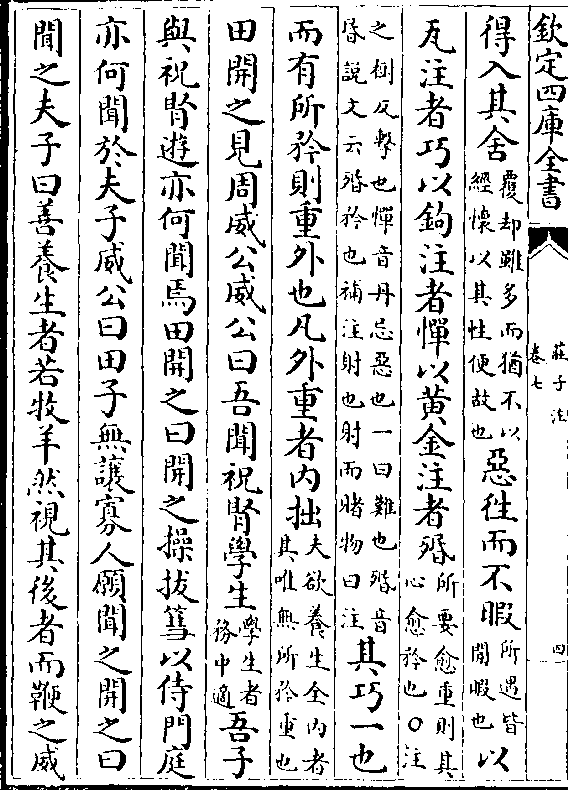 欽定四庫全書
莊子注
卷七
四
得入其舍覆却雖多而猶不以經懷以其性便故也惡往而不暇所遇皆閒暇也以
瓦注者巧以鉤注者憚以黄金注者殙所要愈重則其心愈矜也○注
之樹反擊也憚音丹忌惡也一曰難也殙音昏說文云殙矜也補注射也射而賭物曰注其巧一也
而有所矜則重外也凡外重者内拙夫欲養生全内者其唯無所矜重也
田開之見周威公威公曰吾聞祝腎學生學生者務中適吾子
與祝腎遊亦何聞焉田開之曰開之操拔篲以侍門庭
亦何聞於夫子威公曰田子無讓寡人願聞之開之曰
聞之夫子曰善養生者若牧羊然視其後者而鞭之威